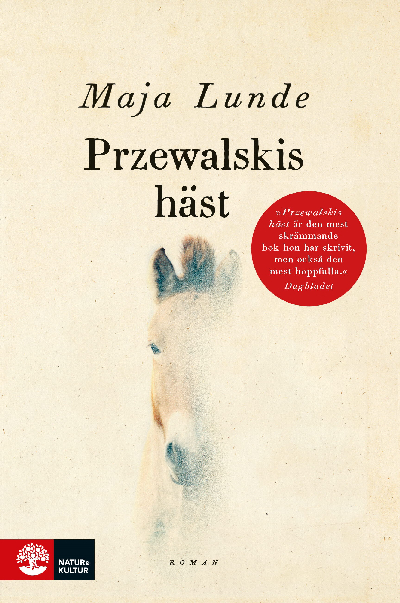 Maja Lunde
Przewalskis
häst
»Przewalskis
häst är den mest
skrämmande
bok hon har skrivit,
men också den
mest hoppfulla.«
Dagbladet
ROMAN
NATUR&
KULTUR